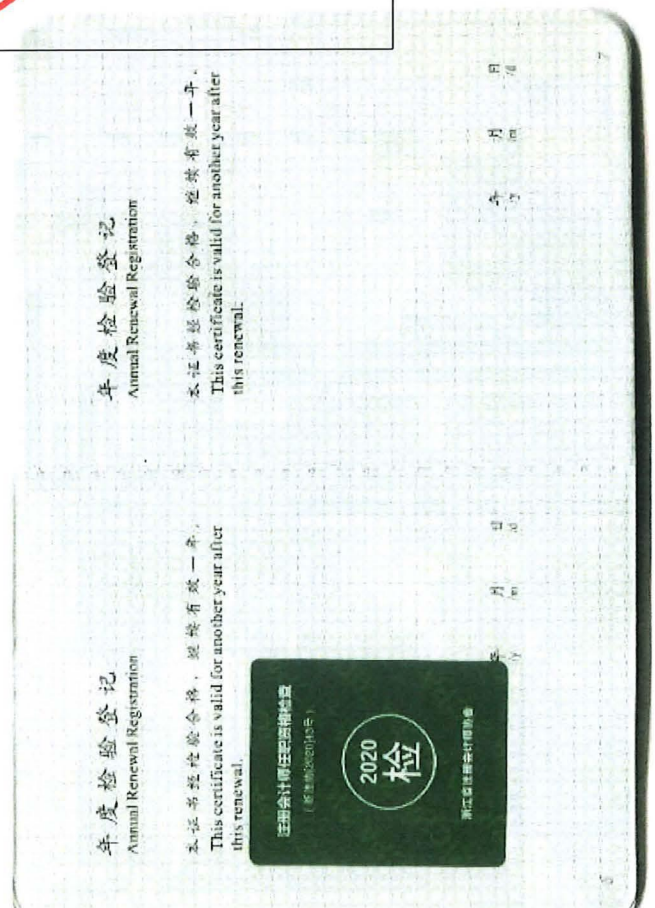 年度检验登记
Annual Renewal Registration
本证书经检验合格，继续有效一年。
This certificate is valid for another year after
this renewal.
注册会计师任职资格检查
2020
检
浙江省注册会计师协会
年 月 日
/y /m /d
6
年度检验登记
Annual Renewal Registration
本证书经检验合格，继续有效一年。
This certificate is valid for another year after
this renewal.
年 月 日
/y /m /d
7